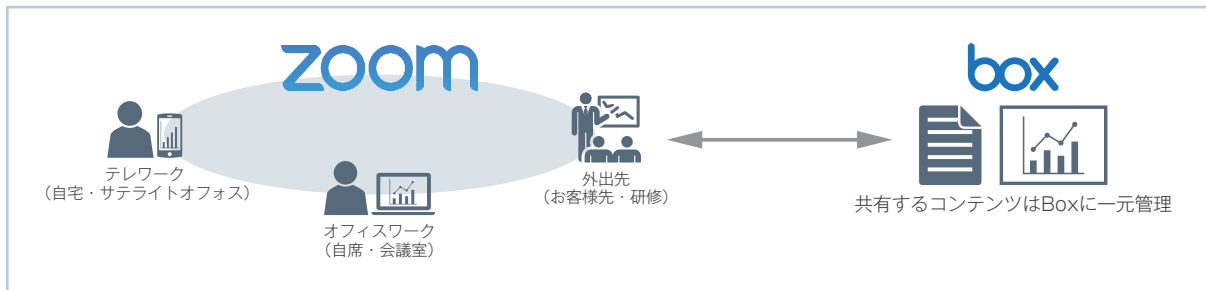 zoom
box
テレワーク
（自宅・サテライトオフォス）
オフィスワーク
（自席・会議室）
外出先
（お客様先・研修）
共有するコンテンツはBoxに一元管理